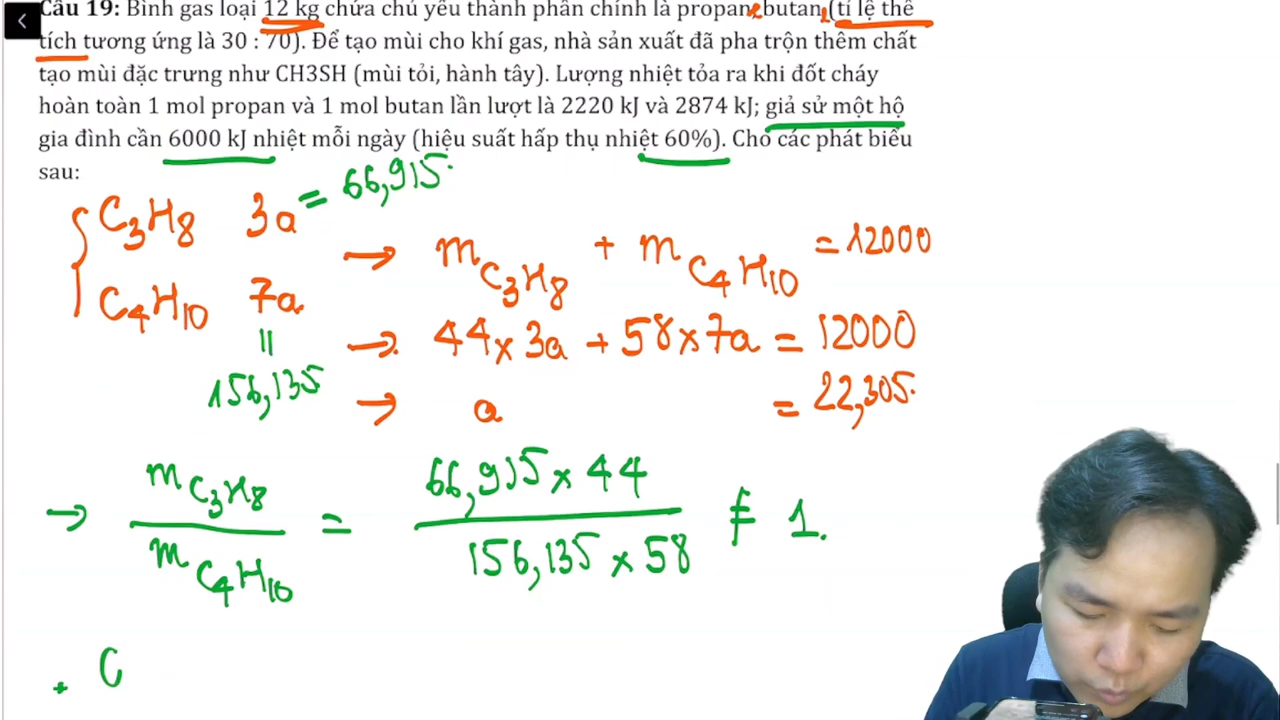 Câu 19: Bình gas loại 12 kg chứa chủ yếu thành phần chính là propan, butan (tỉ lệ thể
tích tương ứng là 30 : 70). Để tạo mùi cho khí gas, nhà sản xuất đã pha trộn thêm chất
tạo mùi đặc trưng như CH3SH (mùi tỏi, hành tây). Lượng nhiệt tỏa ra khi đốt cháy
hoàn toàn 1 mol propan và 1 mol butan lần lượt là 2220 kJ và 2874 kJ; giả sử một hộ
gia đình cần 6000 kJ nhiệt mỗi ngày (hiệu suất hấp thụ nhiệt 60%). Cho các phát biểu
sau:
C3H8 3a = 66,915.
→ mC3H8 + mC4H10 = 12000
C4H10 7a
= 156,135
→ 44 x 3a + 58 x 7a = 12000
→ a = 22,305.
→ mC3H8 / mC4H10 = 66,915 x 44 / 156,135 x 58 ≠ 1.
+ C